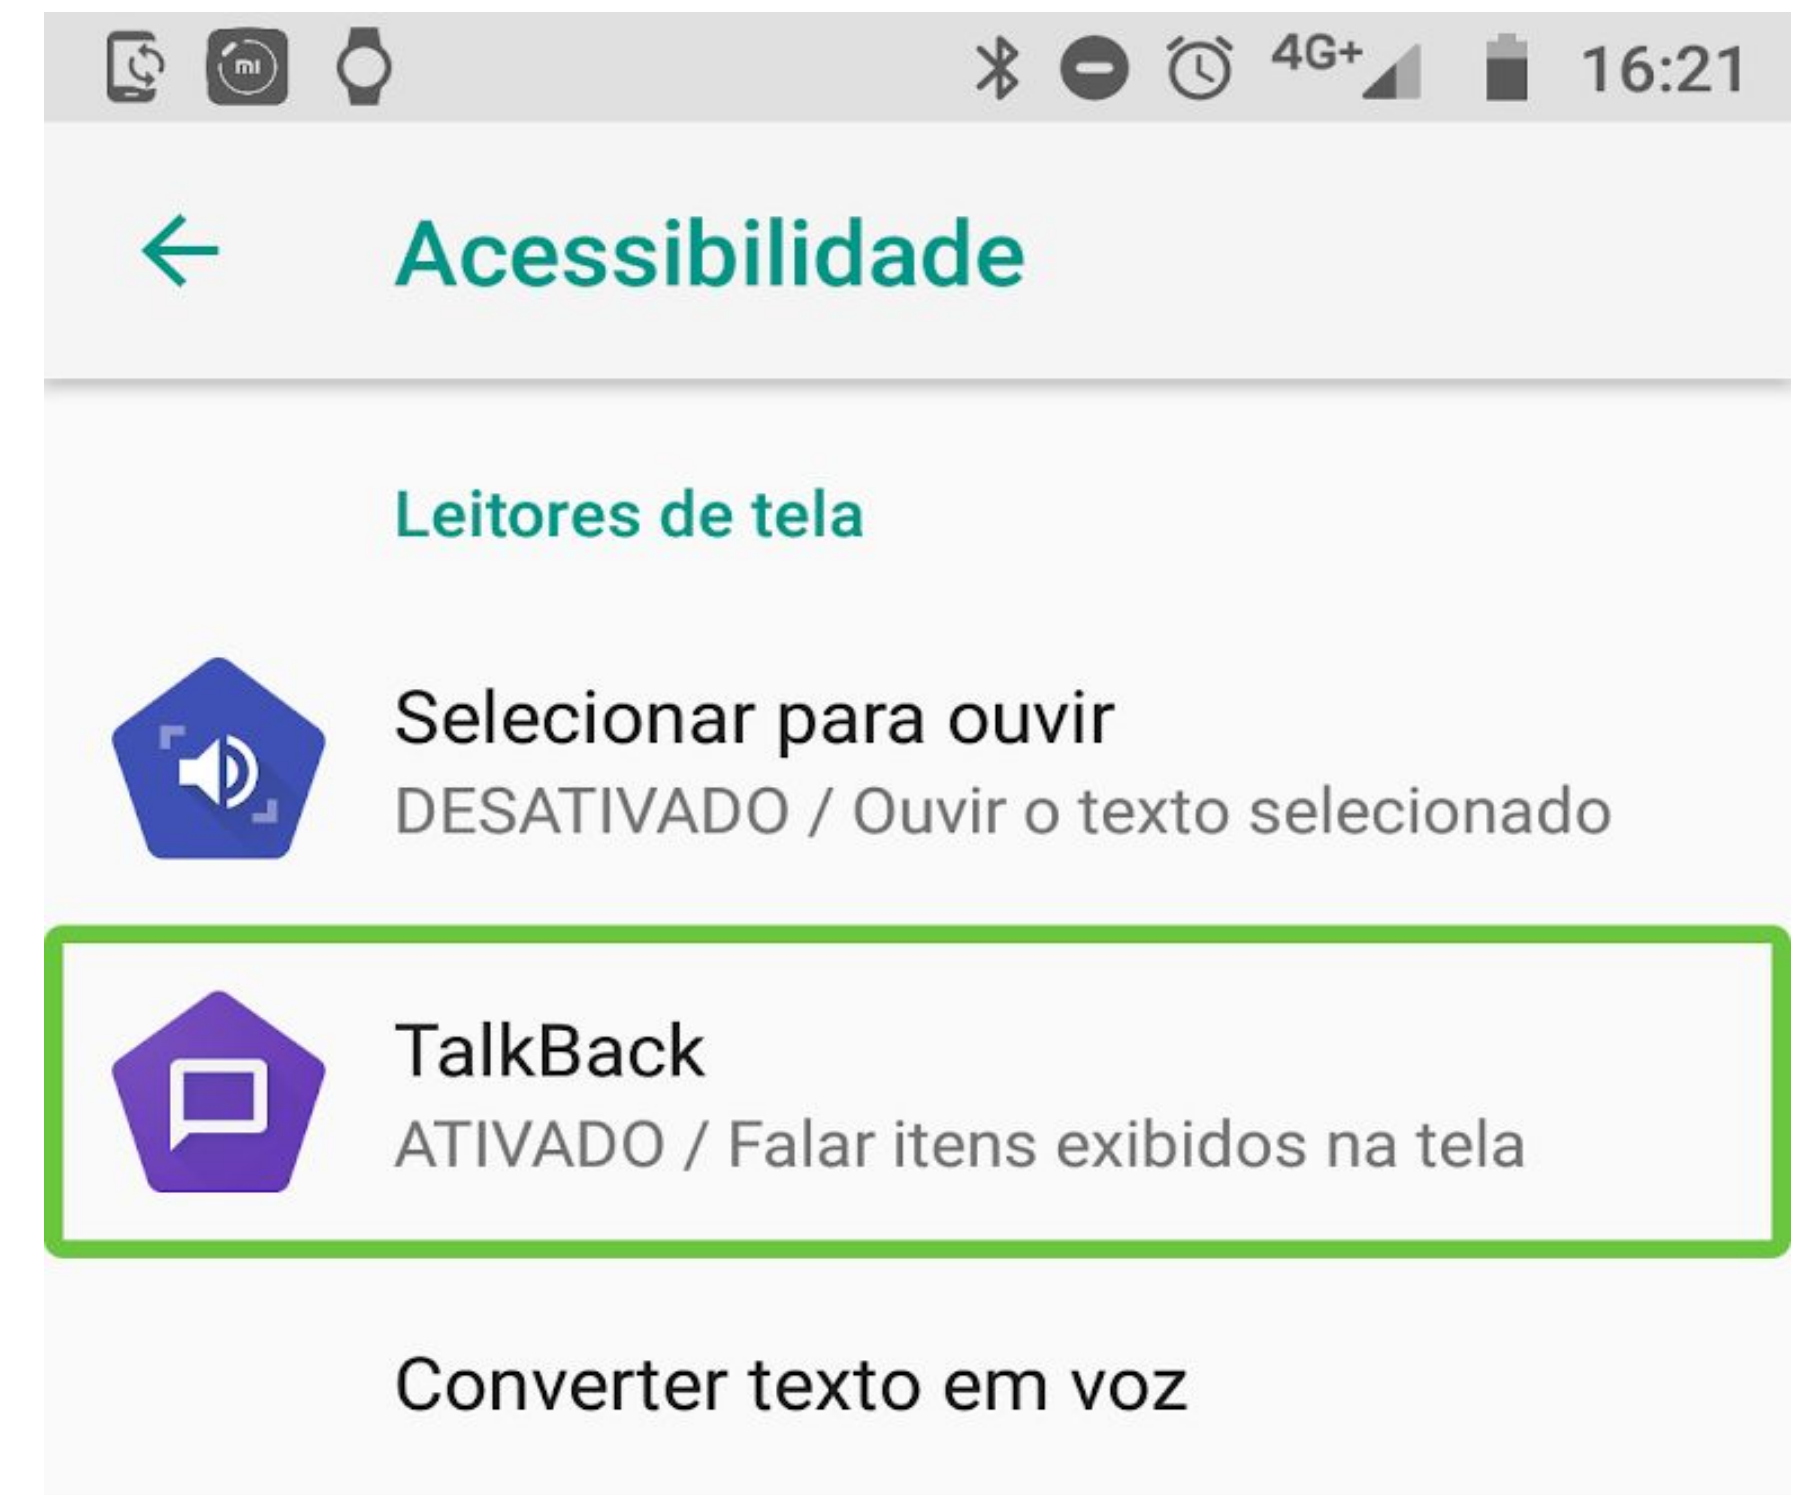 mi 4G+ 16:21
Acessibilidade
Leitores de tela
Selecionar para ouvir
DESATIVADO / Ouvir o texto selecionado
TalkBack
ATIVADO / Falar itens exibidos na tela
Converter texto em voz